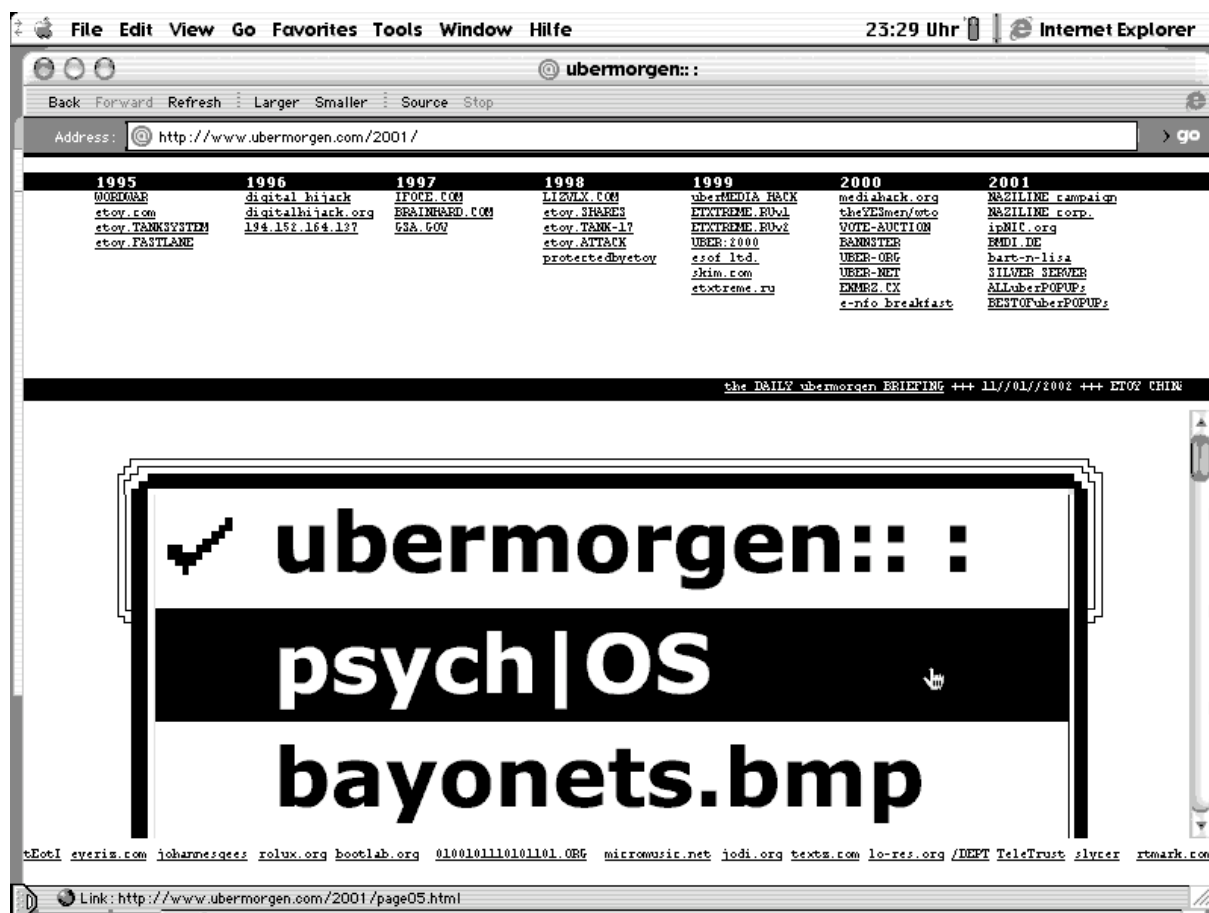 File Edit View Go Favorites Tools Window Hilfe 23:29 Uhr Internet Explorer
ubermorgen:: :
Back Forward Refresh Larger Smaller Source Stop
Address: http://www.ubermorgen.com/2001/ go
1995 1996 1997 1998 1999 2000 2001
WORDWAR digital hijack IFOCE.COM LIZVLX.COM uberMEDIA HACK mediahack.org NAZILINE campaign
etoy.com digitalhijack.org BRAINHARD.COM etoy.SHARES ETXTREME.RUv1 theYESmen/wto NAZILINE corp.
etoy.TANKSYSTEM 194.152.164.137 GSA.GOV etoy.TANK-17 ETXTREME.RUv2 VOTE-AUCTION ipNIC.org
etoy.FASTLANE etoy.ATTACK UBER:2000 BANNSTER BMDI.DE
protectedbyetoy esof ltd. UBER-ORG bart-n-lisa
skim.com UBER-NET SILVER SERVER
etxtreme.ru EKMRZ.CX ALLuberPOPUPs
e-nfo breakfast BESTOFuberPOPUPs
the DAILY ubermorgen BRIEFING +++ 11//01//2002 +++ ETOY CHIN
ubermorgen:: :
psych|OS
bayonets.bmp
tEotI eyeriz.com johannesgees rolux.org bootlab.org 0100101110101101.ORG micromusic.net jodi.org textz.com lo-res.org /DEPT TeleTrust slycer rtmark.com
Link: http://www.ubermorgen.com/2001/page05.html